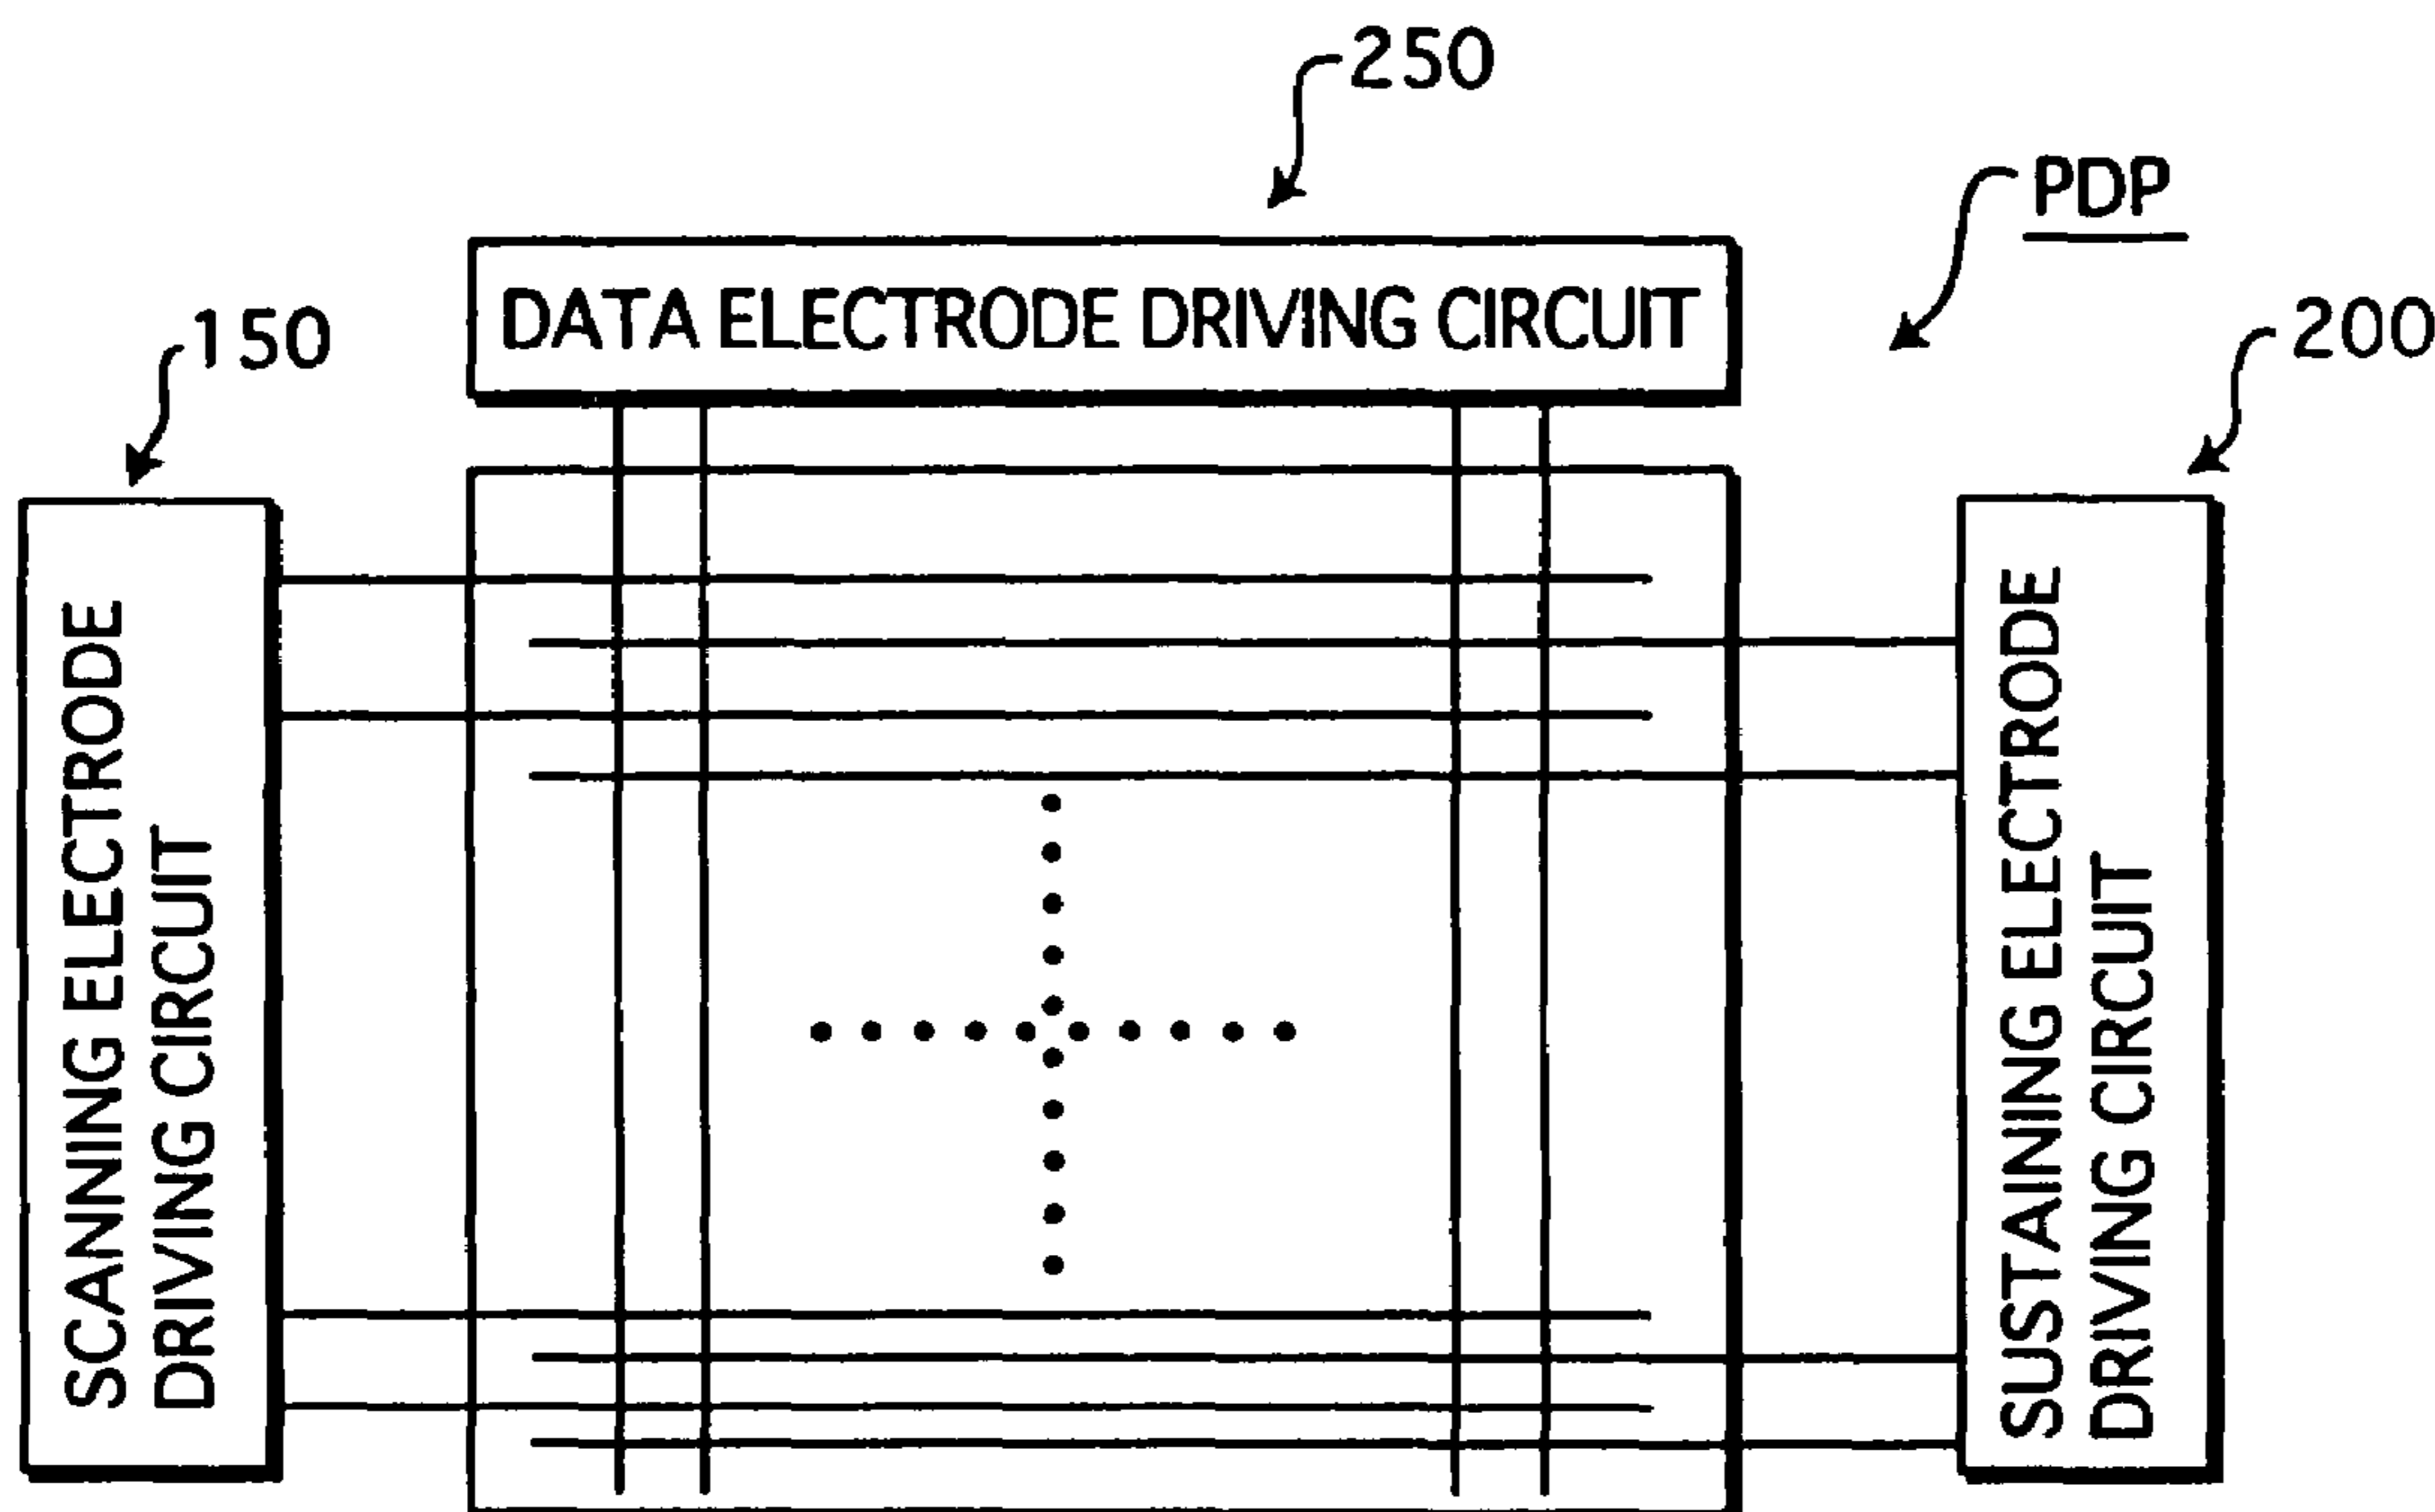 250
PDP
DATA ELECTRODE DRIVING CIRCUIT
150
200
SCANNING ELECTRODE
DRIVING CIRCUIT
SUSTAINING ELECTRODE
DRIVING CIRCUIT